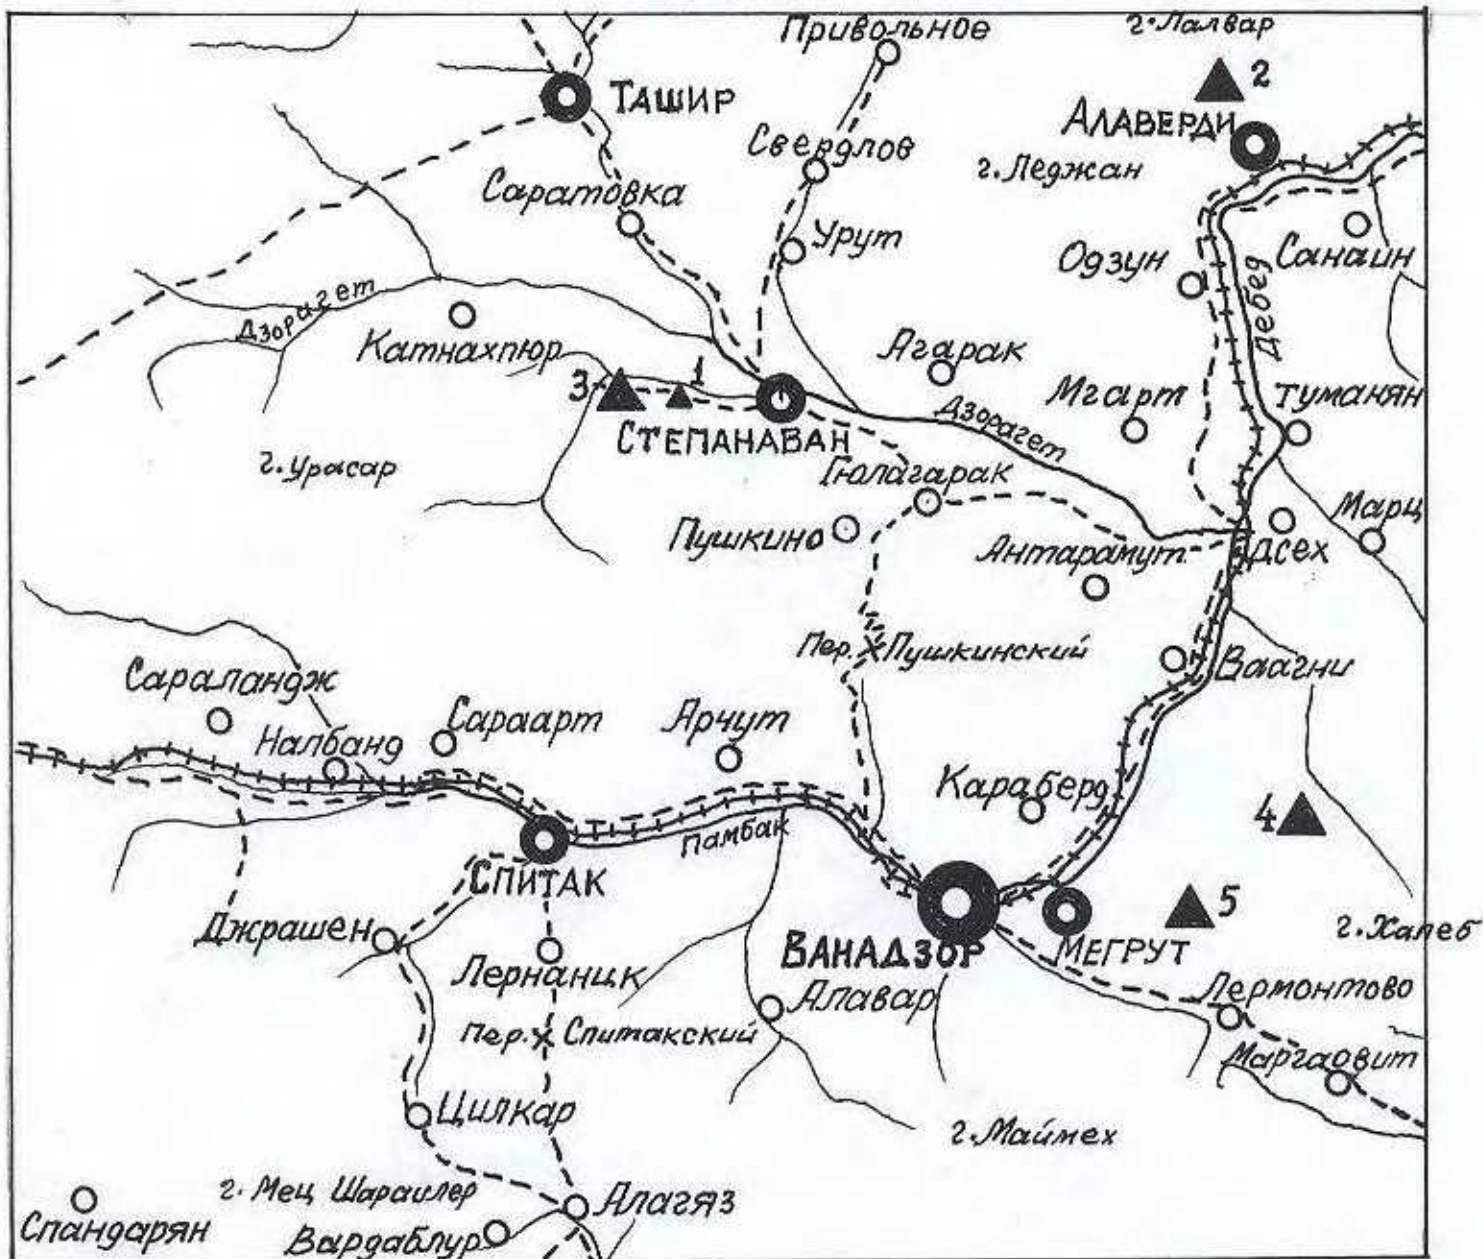 г. Лалвар
Привольное
2
ТАШИР
АЛАВЕРДИ
Свердлов
г. Леджан
Саратовка
Урут
Одзун
Санаин
Дебед
Дзорагет
Катнахпюр
Агарак
3
1
Мгарт
Туманян
Дзорагет
СТЕПАНАВАН
г. Урасар
Гюлагарак
Марц
Пушкино
Антарамут
Дсех
Пер. Пушкинский
Ваагни
Сараландж
Сараарт
Арчут
Налбанд
Караберд
4
Памбак
СПИТАК
5
Джрашен
г. Халеб
ВАНАДЗОР
МЕГРУТ
Лернанцк
Алавар
Лермонтово
Пер. Спитакский
Маргаовит
Цилкар
г. Маймех
г. Мец Шараилер
Алагяз
Спандарян
Вардаблур